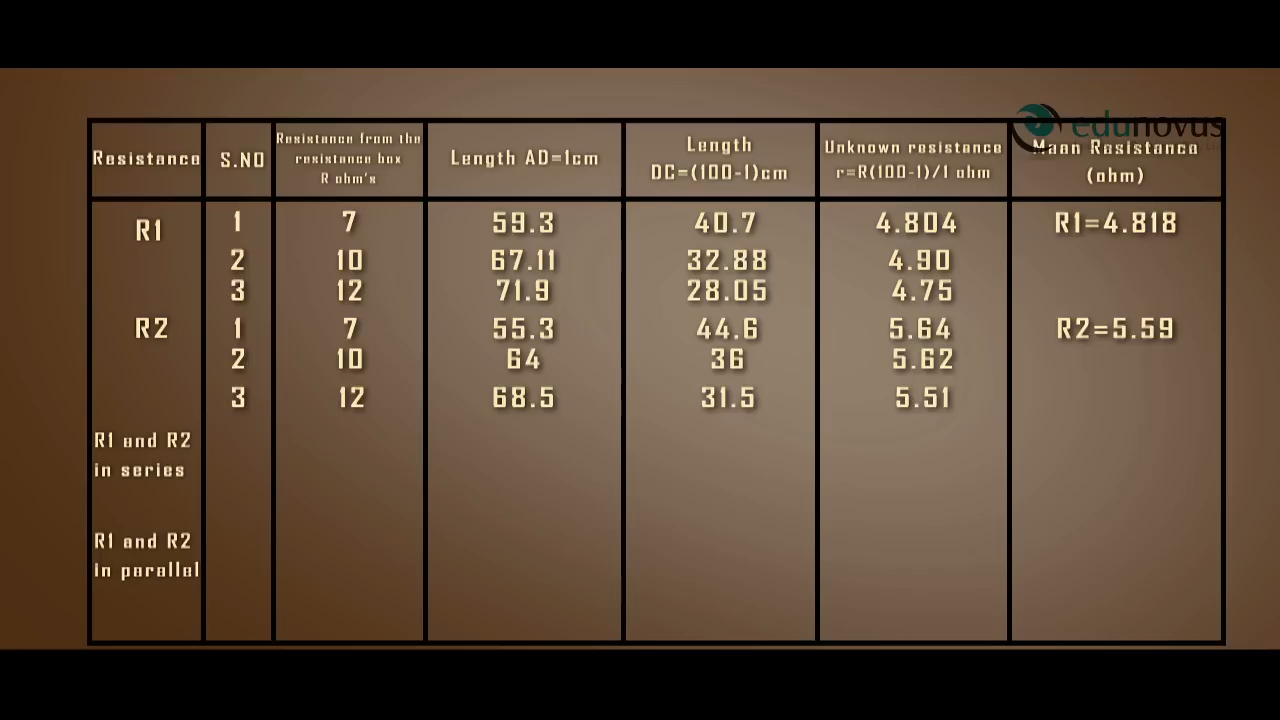 edunovus
Resistance S.NO Resistance from the resistance box R ohm's Length AD=1cm Length DC=(100-1)cm Unknown resistance r=R(100-1)/1 ohm Mean Resistance (ohm)
R1 1 7 59.3 40.7 4.804 R1=4.818
2 10 67.11 32.88 4.90
3 12 71.9 28.05 4.75
R2 1 7 55.3 44.6 5.64 R2=5.59
2 10 64 36 5.62
3 12 68.5 31.5 5.51
R1 and R2
in series
R1 and R2
in parallel